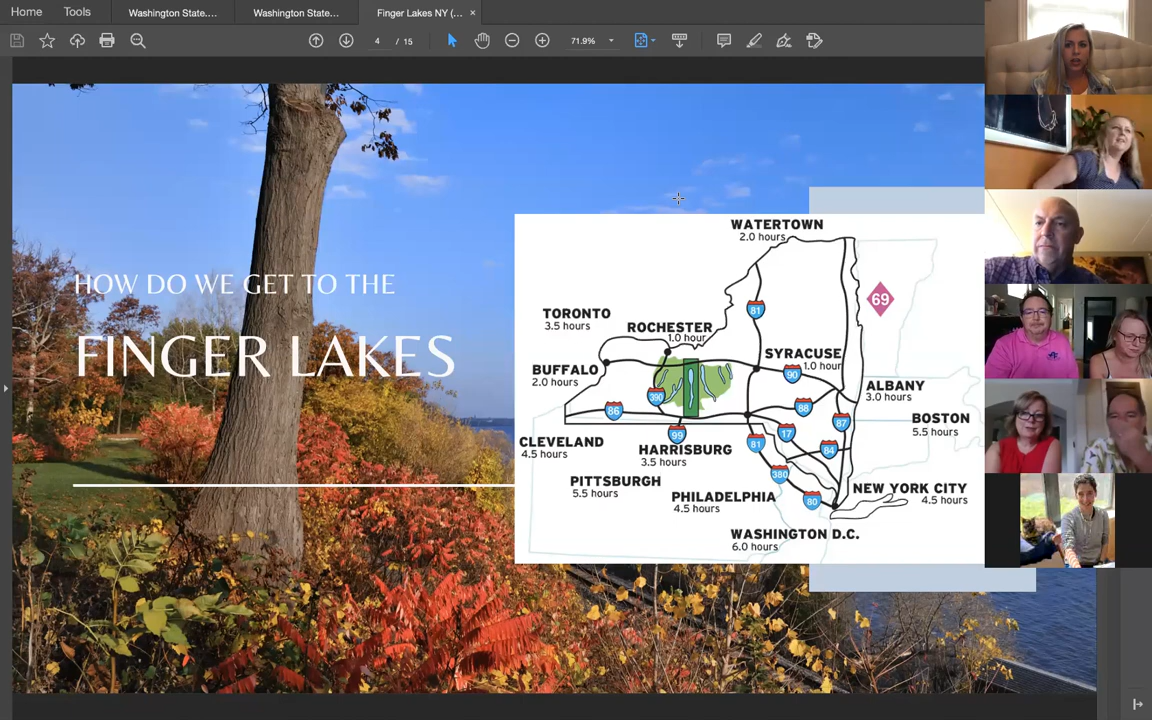 Home
Tools
Washington State....
Washington State...
Finger Lakes NY (...
×
4 / 15
71.9%
HOW DO WE GET TO THE
FINGER LAKES
WATERTOWN
2.0 hours
81
69
TORONTO
3.5 hours
ROCHESTER
1.0 hour
SYRACUSE
1.0 hour
BUFFALO
2.0 hours
90
390
86
88
ALBANY
3.0 hours
87
BOSTON
5.5 hours
99
81
17
84
CLEVELAND
4.5 hours
HARRISBURG
3.5 hours
380
PITTSBURGH
5.5 hours
PHILADELPHIA
4.5 hours
80
NEW YORK CITY
4.5 hours
WASHINGTON D.C.
6.0 hours